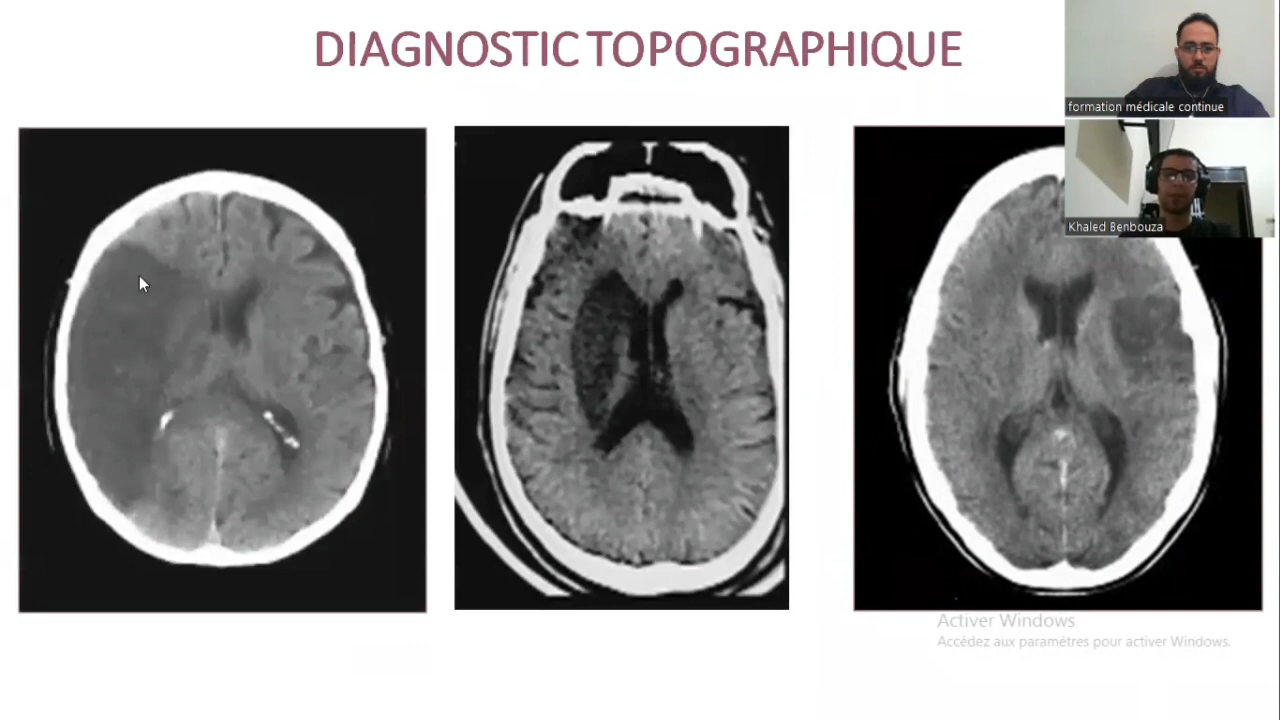 DIAGNOSTIC TOPOGRAPHIQUE
formation médicale continue
Khaled Benbouza
Activer Windows
Accédez aux paramètres pour activer Windows.